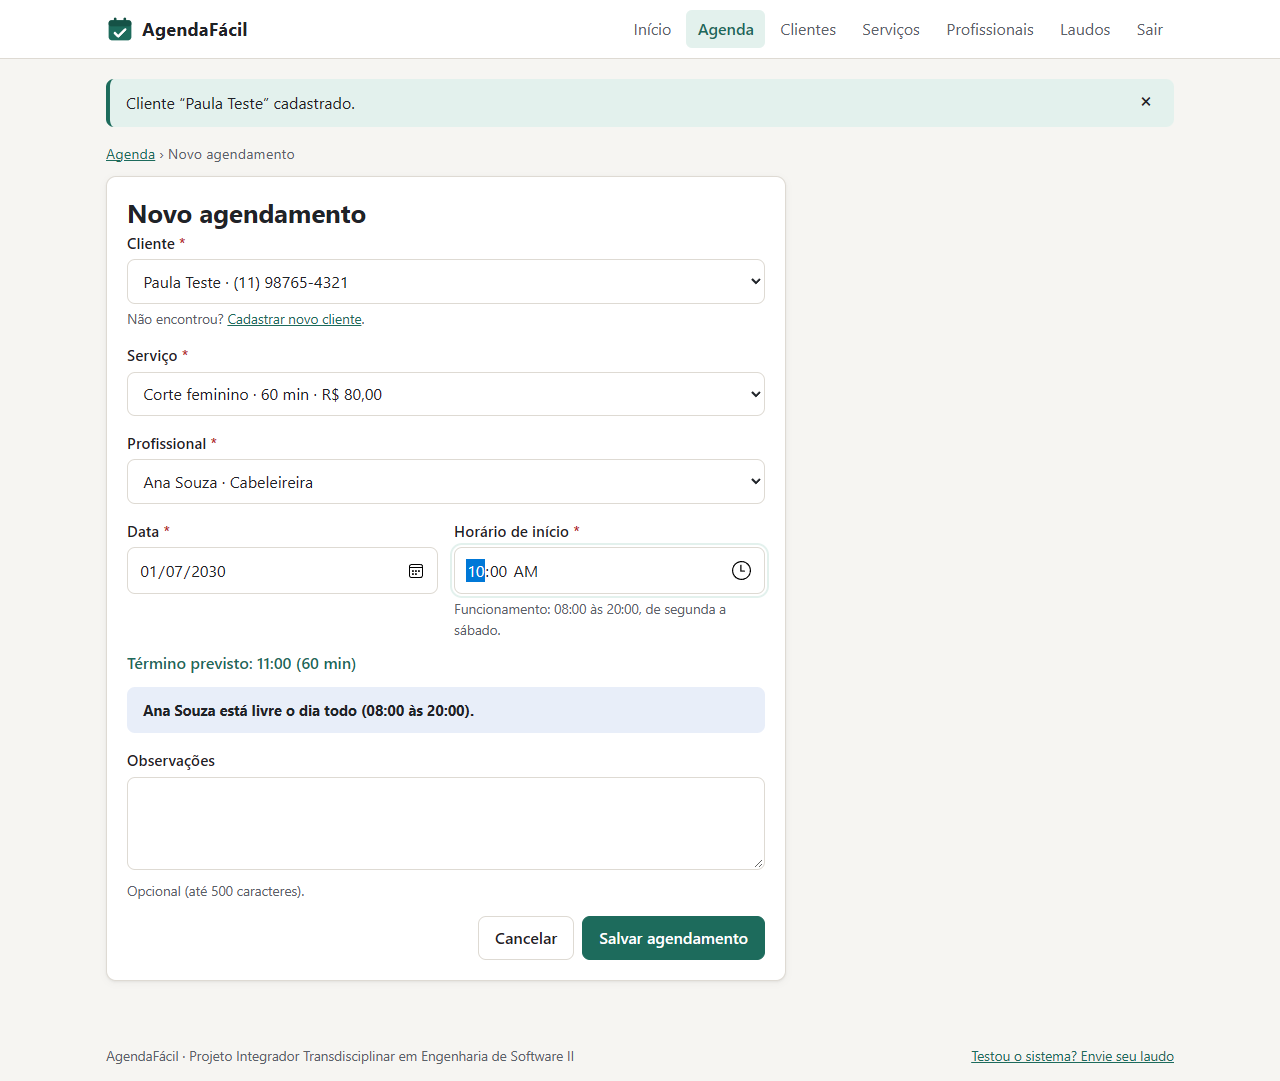 AgendaFácil
Início
Agenda
Clientes
Serviços
Profissionais
Laudos
Sair
Cliente “Paula Teste” cadastrado.
×
Agenda › Novo agendamento
Novo agendamento
Cliente *
Paula Teste · (11) 98765-4321
Não encontrou? Cadastrar novo cliente.
Serviço *
Corte feminino · 60 min · R$ 80,00
Profissional *
Ana Souza · Cabeleireira
Data *
01/07/2030
Horário de início *
10:00 AM
Funcionamento: 08:00 às 20:00, de segunda a
sábado.
Término previsto: 11:00 (60 min)
Ana Souza está livre o dia todo (08:00 às 20:00).
Observações
Opcional (até 500 caracteres).
Cancelar
Salvar agendamento
AgendaFácil · Projeto Integrador Transdisciplinar em Engenharia de Software II
Testou o sistema? Envie seu laudo